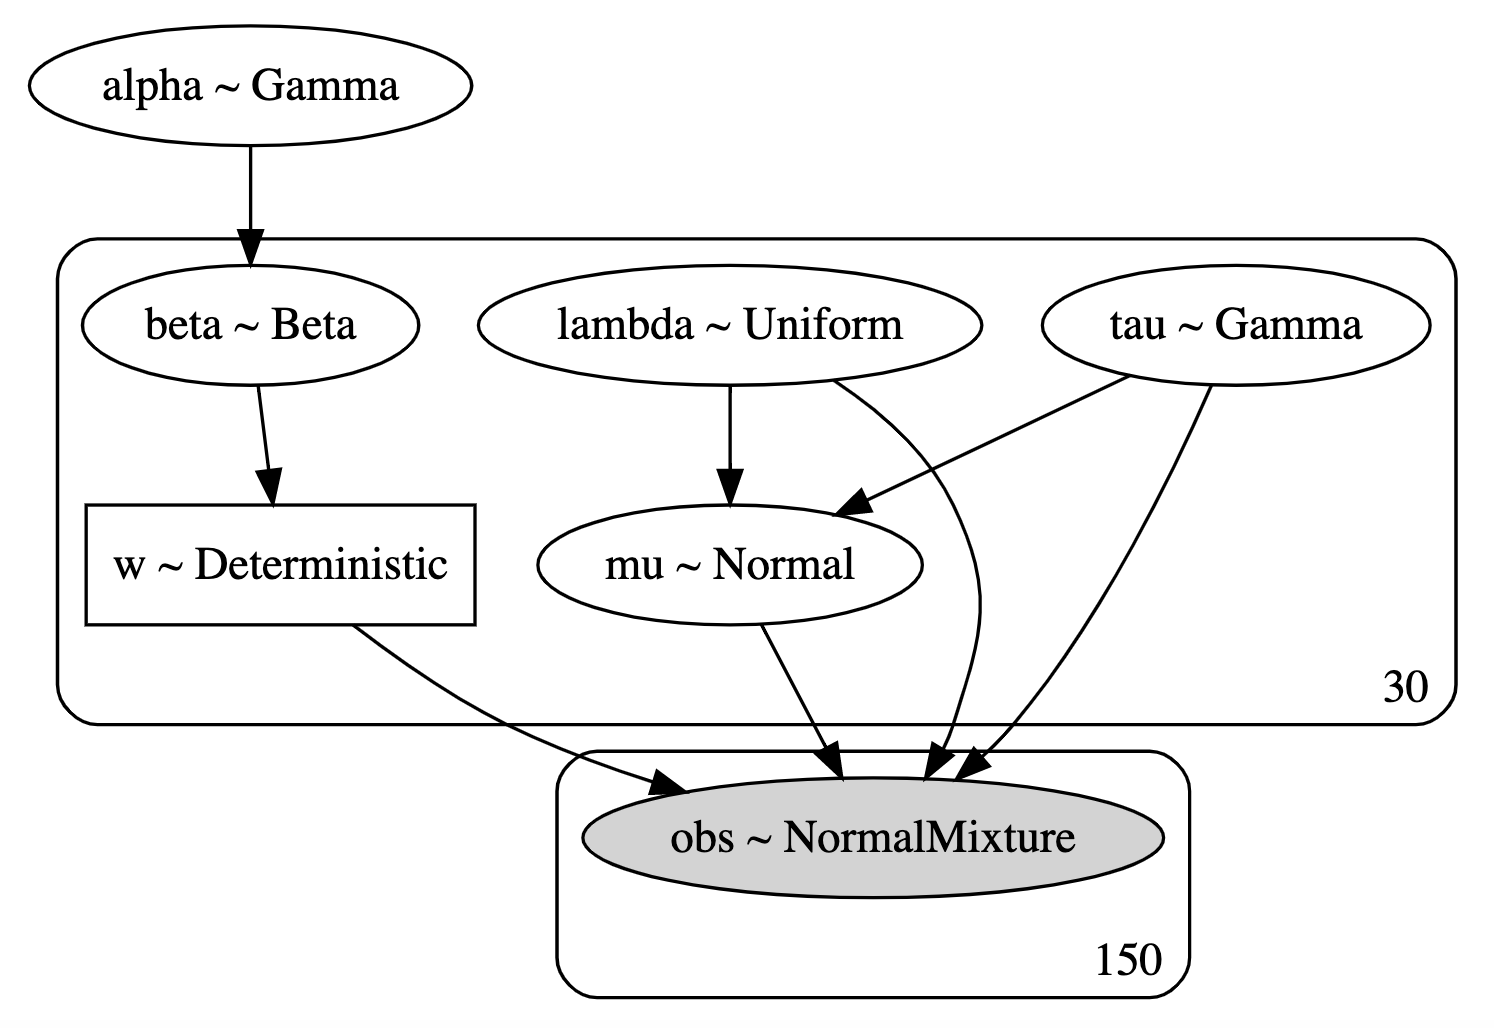 alpha ~ Gamma
beta ~ Beta
lambda ~ Uniform
tau ~ Gamma
w ~ Deterministic
mu ~ Normal
30
obs ~ NormalMixture
150